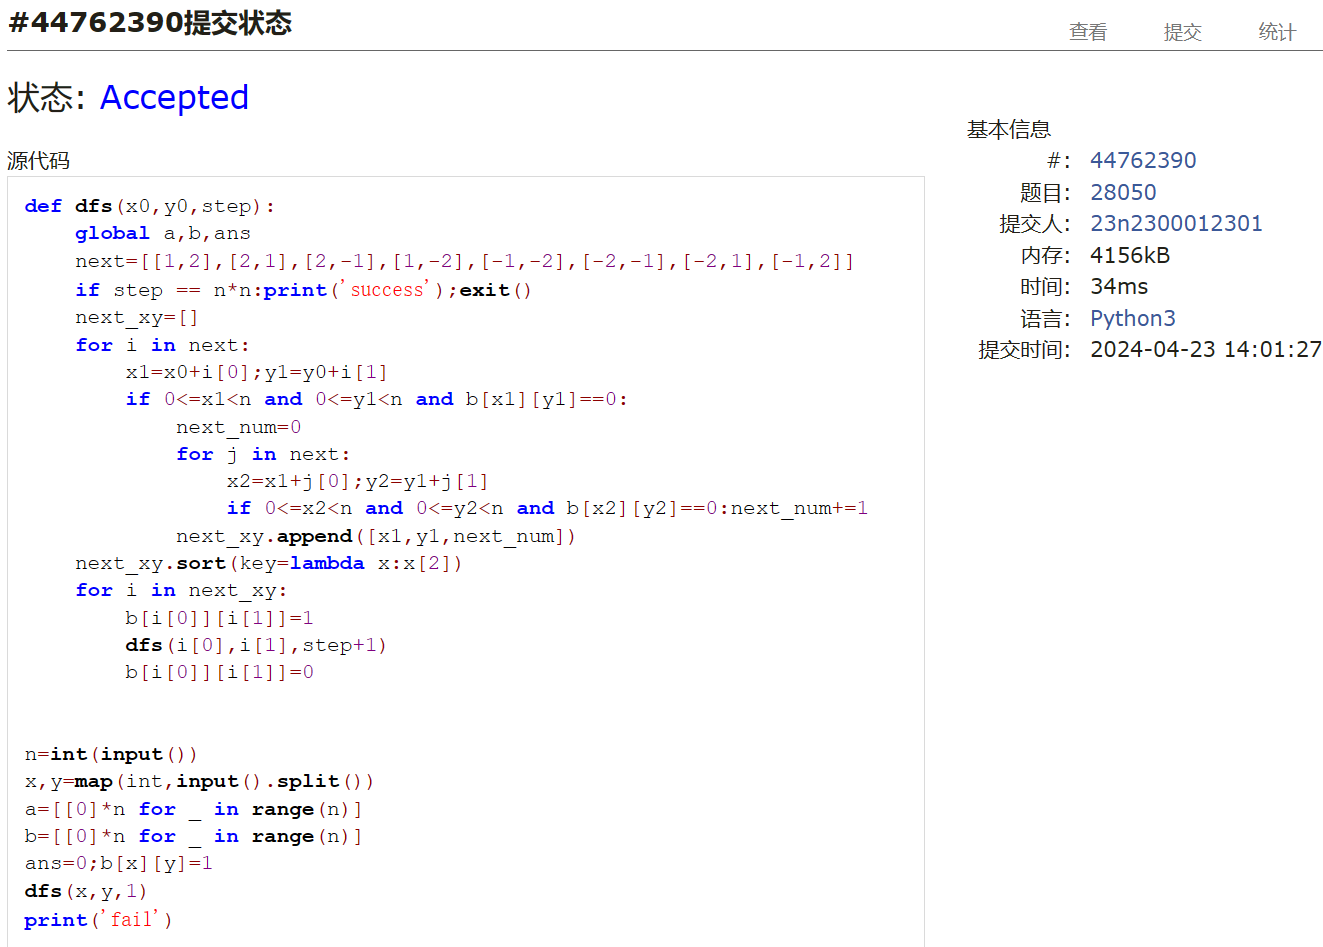 #44762390提交状态
查看 提交 统计
状态: Accepted
源代码
def dfs(x0,y0,step):
    global a,b,ans
    next=[[1,2],[2,1],[2,-1],[1,-2],[-1,-2],[-2,-1],[-2,1],[-1,2]]
    if step == n*n:print('success');exit()
    next_xy=[]
    for i in next:
        x1=x0+i[0];y1=y0+i[1]
        if 0<=x1<n and 0<=y1<n and b[x1][y1]==0:
            next_num=0
            for j in next:
                x2=x1+j[0];y2=y1+j[1]
                if 0<=x2<n and 0<=y2<n and b[x2][y2]==0:next_num+=1
            next_xy.append([x1,y1,next_num])
    next_xy.sort(key=lambda x:x[2])
    for i in next_xy:
        b[i[0]][i[1]]=1
        dfs(i[0],i[1],step+1)
        b[i[0]][i[1]]=0
n=int(input())
x,y=map(int,input().split())
a=[[0]*n for _ in range(n)]
b=[[0]*n for _ in range(n)]
ans=0;b[x][y]=1
dfs(x,y,1)
print('fail')
基本信息
#: 44762390
题目: 28050
提交人: 23n2300012301
内存: 4156kB
时间: 34ms
语言: Python3
提交时间: 2024-04-23 14:01:27